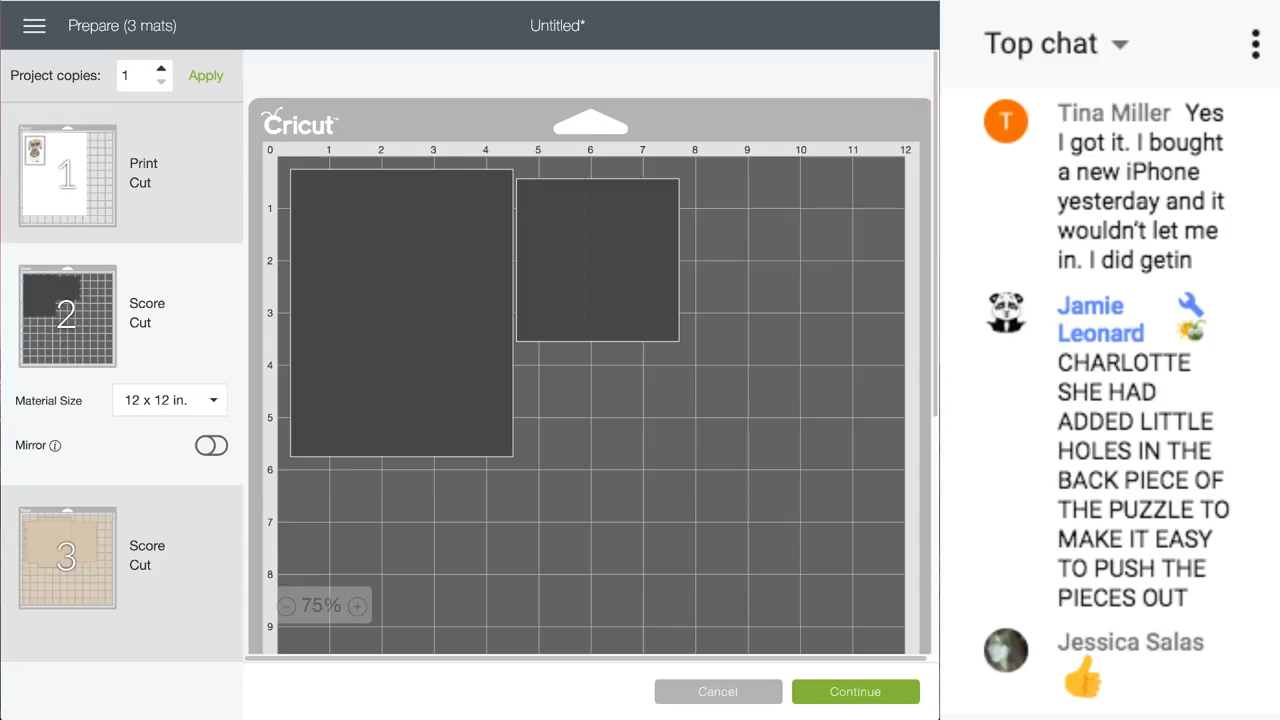 Prepare (3 mats)
Untitled*
Project copies: 1 Apply
1
Print
Cut
2
Score
Cut
Material Size 12 x 12 in.
Mirror
3
Score
Cut
Cricut™
0 1 2 3 4 5 6 7 8 9 10 11 12
1
2
3
4
5
6
7
8
9
75%
Cancel
Continue
Top chat
T
Tina Miller Yes
I got it. I bought
a new iPhone
yesterday and it
wouldn't let me
in. I did getin
Jamie
Leonard
CHARLOTTE
SHE HAD
ADDED LITTLE
HOLES IN THE
BACK PIECE OF
THE PUZZLE TO
MAKE IT EASY
TO PUSH THE
PIECES OUT
Jessica Salas